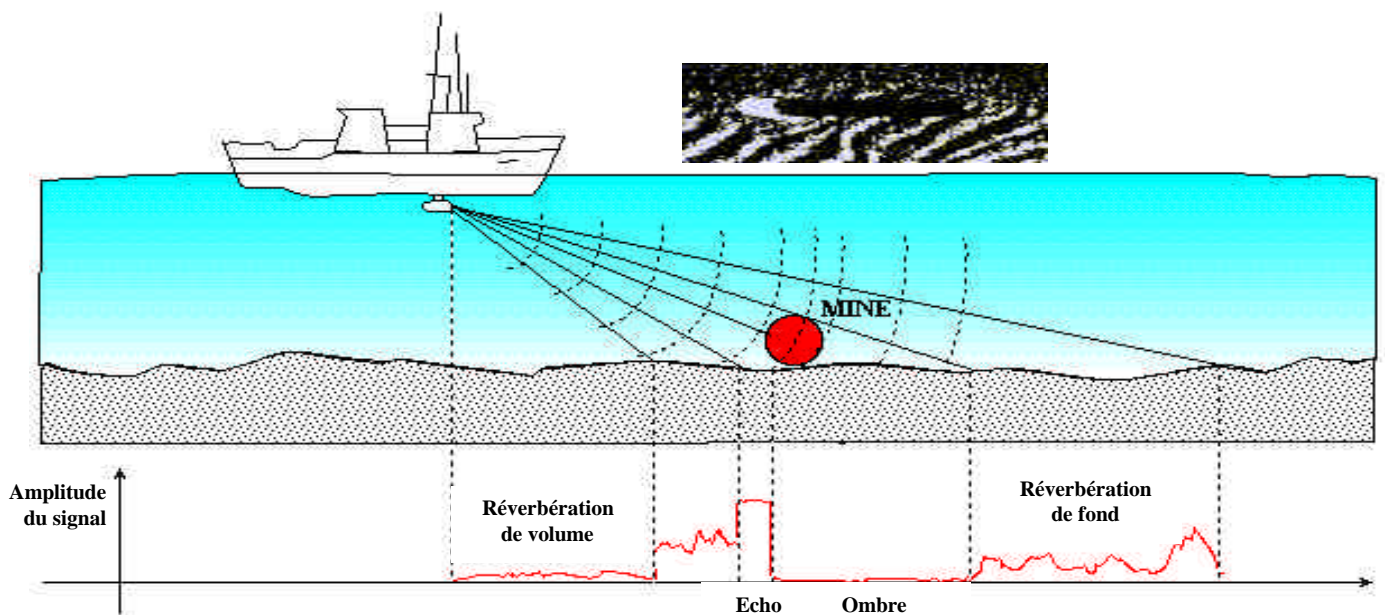 MINE
Amplitude
du signal
Réverbération
de volume
Réverbération
de fond
Echo
Ombre